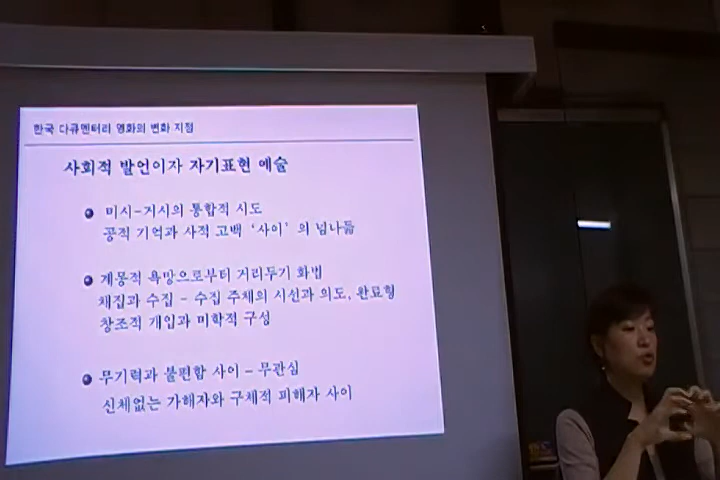 한국 다큐멘터리 영화의 변화 지점
사회적 발언이자 자기표현 예술
미시-거시의 통합적 시도
공적 기억과 사적 고백 ‘사이’의 넘나듦
계몽적 욕망으로부터 거리두기 화법
채집과 수집 - 수집 주체의 시선과 의도, 완료형
창조적 개입과 미학적 구성
무기력과 불편함 사이 - 무관심
신체없는 가해자와 구체적 피해자 사이